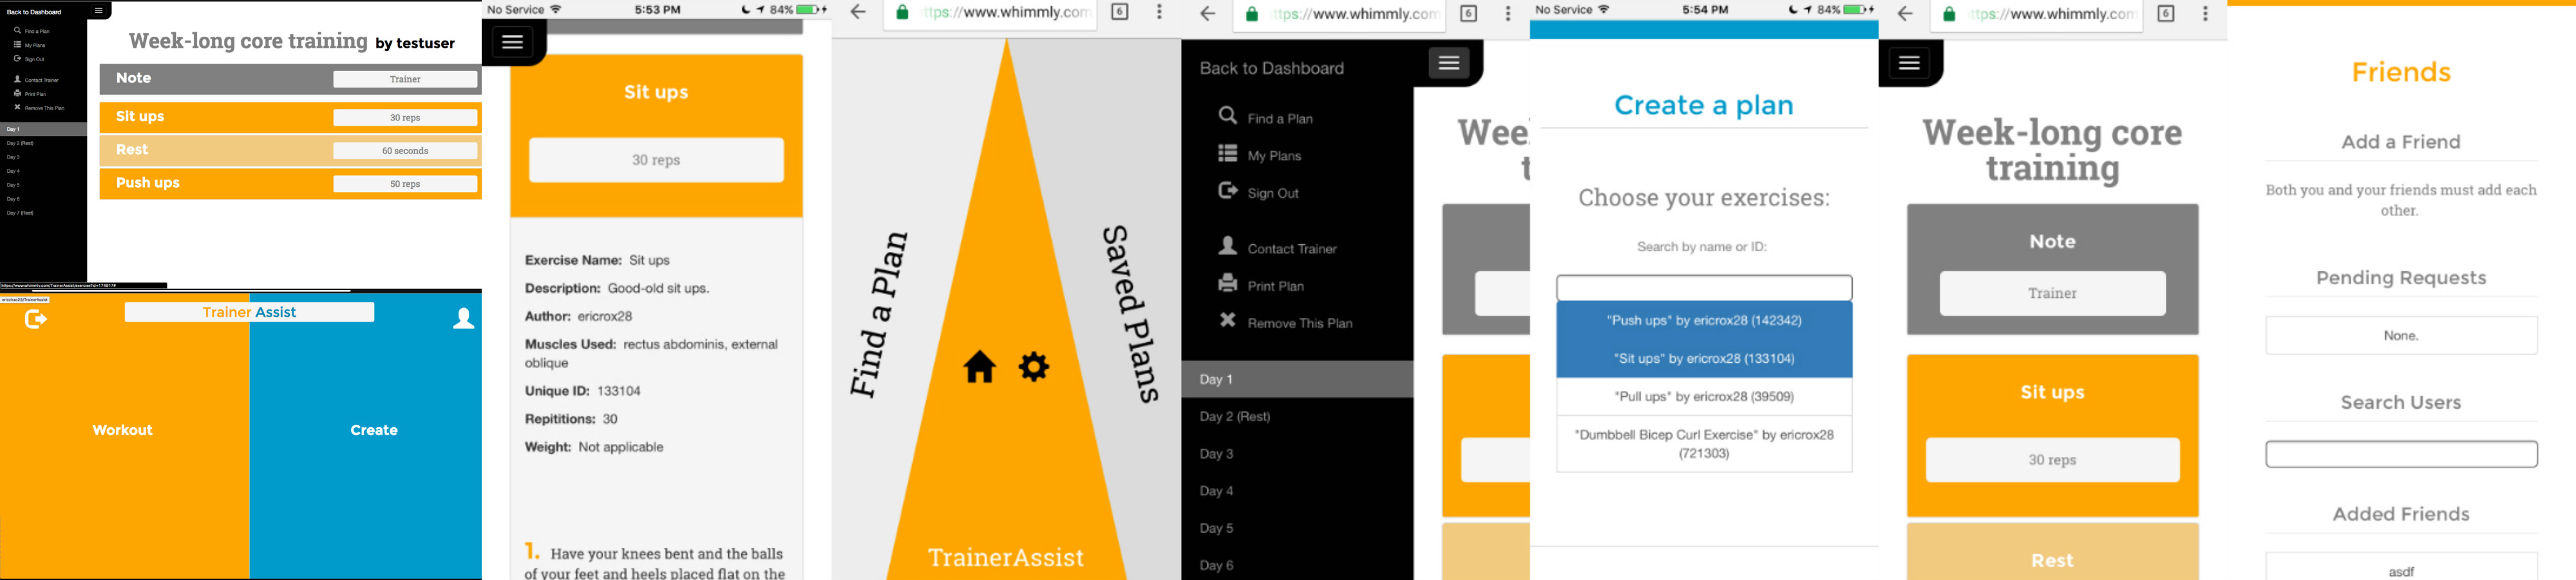 Back to Dashboard
Find a Plan
My Plans
Sign Out
Contact Trainer
Print Plan
Remove This Plan
Day 1
Day 2 (Rest)
Day 3
Day 4
Day 5
Day 6
Day 7 (Rest)
Week-long core training by testuser
Note
Trainer
Sit ups
30 reps
Rest
60 seconds
Push ups
50 reps
Trainer Assist
Workout
Create
No Service
5:53 PM
84%
Sit ups
30 reps
Exercise Name: Sit ups
Description: Good-old sit ups.
Author: ericrox28
Muscles Used: rectus abdominis, external
oblique
Unique ID: 133104
Repititions: 30
Weight: Not applicable
1. Have your knees bent and the balls
of your feet and heels placed flat on the
ttps://www.whimmly.com
6
Find a Plan
Saved Plans
TrainerAssist
ttps://www.whimmly.com
6
Back to Dashboard
Find a Plan
My Plans
Sign Out
Contact Trainer
Print Plan
Remove This Plan
Day 1
Day 2 (Rest)
Day 3
Day 4
Day 5
Day 6
Wee
t
No Service
5:54 PM
84%
Create a plan
Choose your exercises:
Search by name or ID:
"Push ups" by ericrox28 (142342)
"Sit ups" by ericrox28 (133104)
"Pull ups" by ericrox28 (39509)
"Dumbbell Bicep Curl Exercise" by ericrox28
(721303)
ttps://www.whimmly.com
6
Week-long core
training
Note
Trainer
Sit ups
30 reps
Rest
Friends
Add a Friend
Both you and your friends must add each
other.
Pending Requests
None.
Search Users
Added Friends
asdf